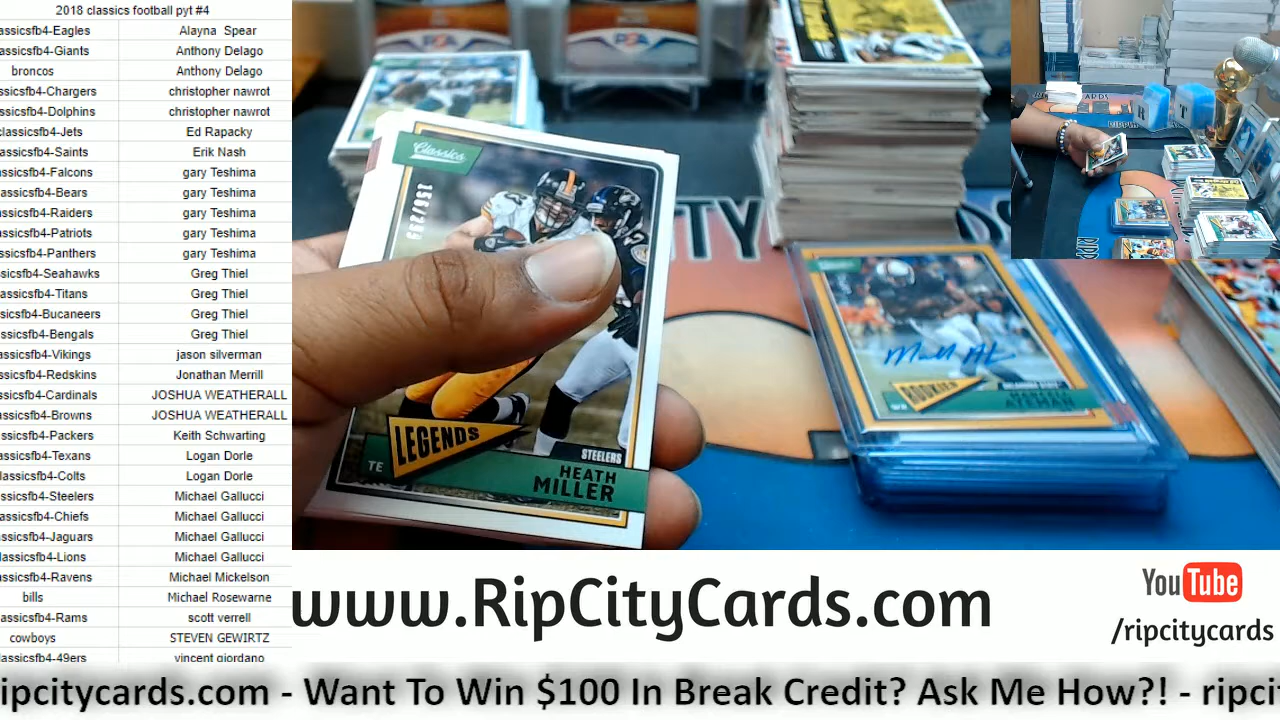 2018 classics football pyt #4
assicsfb4-Eagles Alayna Spear
assicsfb4-Giants Anthony Delago
broncos Anthony Delago
assicsfb4-Chargers christopher nawrot
assicsfb4-Dolphins christopher nawrot
classicsfb4-Jets Ed Rapacky
assicsfb4-Saints Erik Nash
assicsfb4-Falcons gary Teshima
assicsfb4-Bears gary Teshima
assicsfb4-Raiders gary Teshima
assicsfb4-Patriots gary Teshima
assicsfb4-Panthers gary Teshima
ssicsfb4-Seahawks Greg Thiel
assicsfb4-Titans Greg Thiel
ssicsfb4-Bucaneers Greg Thiel
assicsfb4-Bengals Greg Thiel
assicsfb4-Vikings jason silverman
ssicsfb4-Redskins Jonathan Merrill
ssicsfb4-Cardinals JOSHUA WEATHERALL
assicsfb4-Browns JOSHUA WEATHERALL
ssicsfb4-Packers Keith Schwarting
assicsfb4-Texans Logan Dorle
lassicsfb4-Colts Logan Dorle
ssicsfb4-Steelers Michael Gallucci
assicsfb4-Chiefs Michael Gallucci
assicsfb4-Jaguars Michael Gallucci
lassicsfb4-Lions Michael Gallucci
assicsfb4-Ravens Michael Mickelson
bills Michael Rosewarne
assicsfb4-Rams scott verrell
cowboys STEVEN GEWIRTZ
classicsfb4-49ers vincent giordano
Classics
LEGENDS
STEELERS
TE
HEATH
MILLER
ROOKIES
www.RipCityCards.com
YouTube
/ripcitycards
ipcitycards.com - Want To Win $100 In Break Credit? Ask Me How?! - ripci